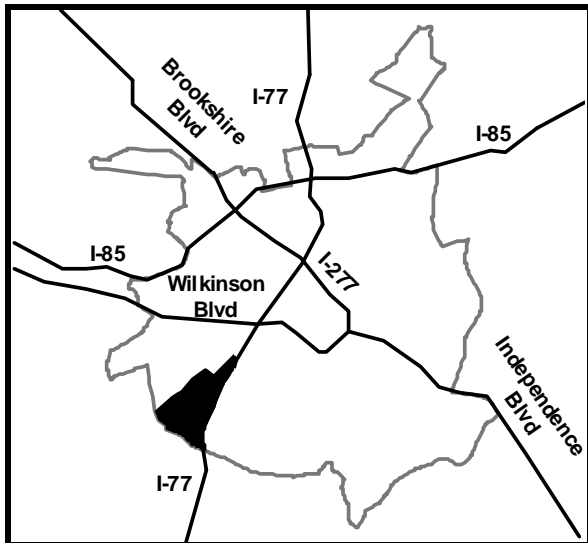 I-77
Brookshire
Blvd
I-85
I-85
I-277
Wilkinson
Blvd
Independence
Blvd
I-77